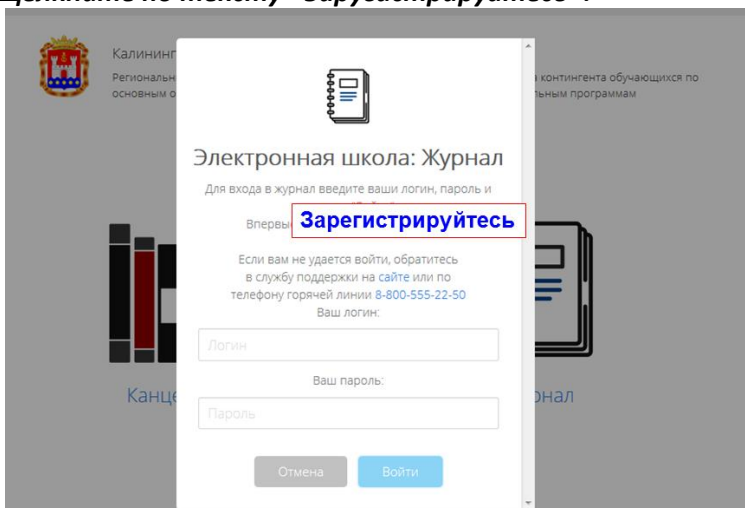 Щелкните по тексту "Зарегистрируйтесь".
Калининг
Региональн
основным о
а контингента обучающихся по
льным программам
Электронная школа: Журнал
Для входа в журнал введите ваши логин, пароль и
Впервы
Зарегистрируйтесь
Если вам не удается войти, обратитесь
в службу поддержки на сайте или по
телефону горячей линии 8-800-555-22-50
Ваш логин:
Логин
Канце
рнал
Ваш пароль:
Пароль
Отмена
Войти